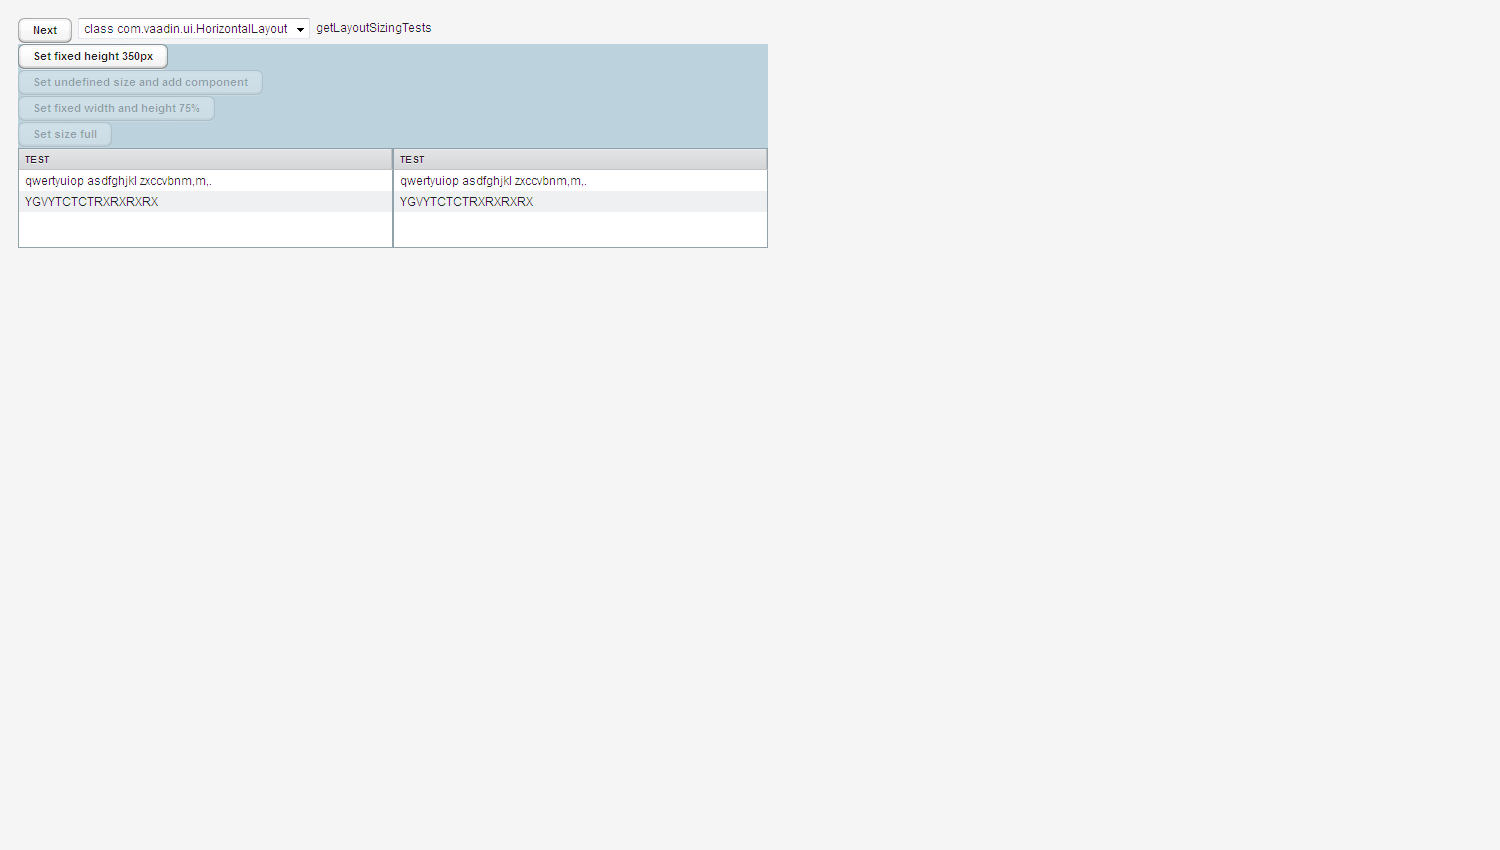 Next class com.vaadin.ui.HorizontalLayout getLayoutSizingTests
Set fixed height 350px
Set undefined size and add component
Set fixed width and height 75%
Set size full
TEST TEST
qwertyuiop asdfghjkl zxccvbnm,m,. qwertyuiop asdfghjkl zxccvbnm,m,.
YGVYTCTCTRXRXRXRX YGVYTCTCTRXRXRXRX